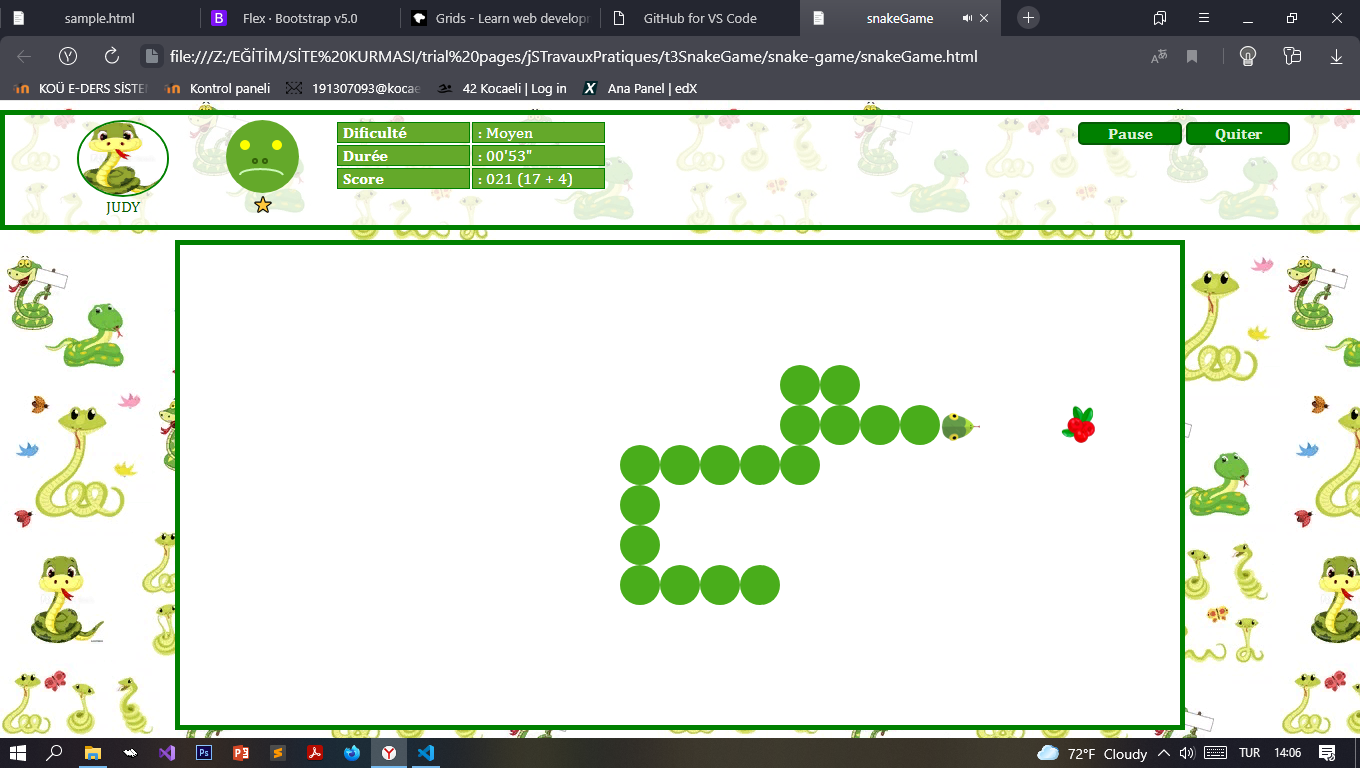 sample.html
Flex · Bootstrap v5.0
Grids - Learn web developr
GitHub for VS Code
snakeGame
file:///Z:/EĞİTİM/SİTE%20KURMASI/trial%20pages/jSTravauxPratiques/t3SnakeGame/snake-game/snakeGame.html
KOÜ E-DERS SİSTEM
Kontrol paneli
191307093@kocae
42 Kocaeli | Log in
Ana Panel | edX
Dificulté : Moyen
Durée : 00'53"
Score : 021 (17 + 4)
Pause
Quiter
JUDY
72°F Cloudy
TUR
14:06